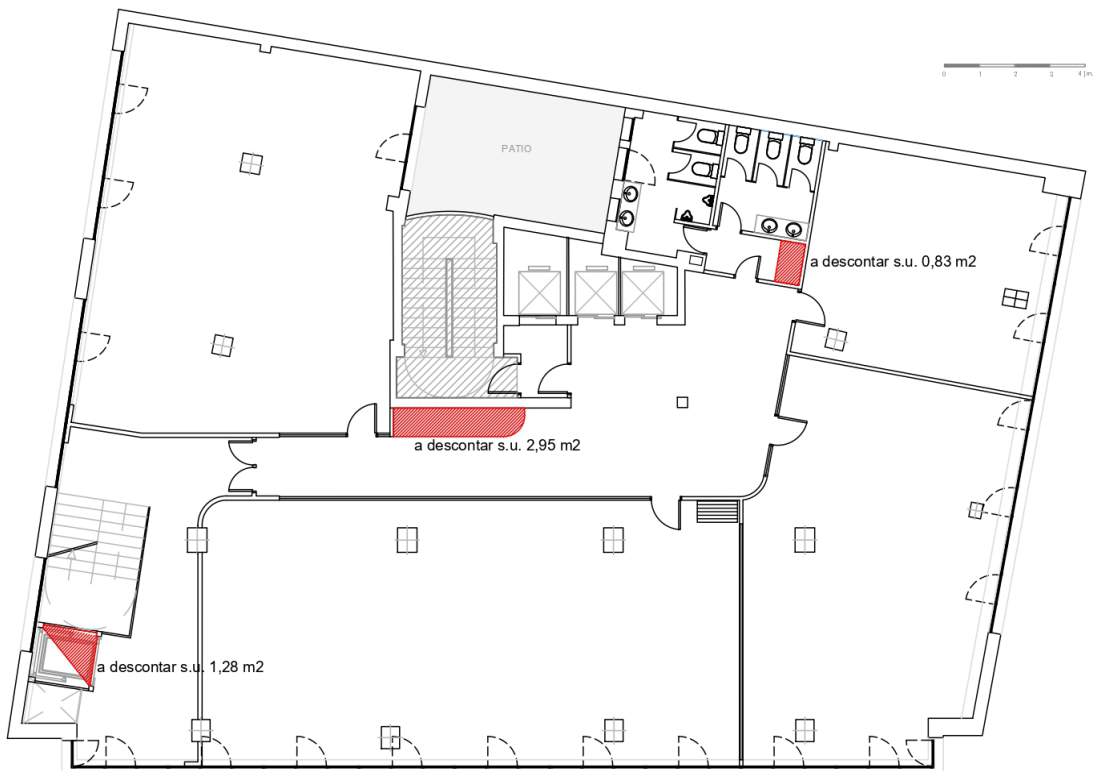 0 1 2 3 4 m.
PATIO
a descontar s.u. 0,83 m2
a descontar s.u. 2,95 m2
a descontar s.u. 1,28 m2